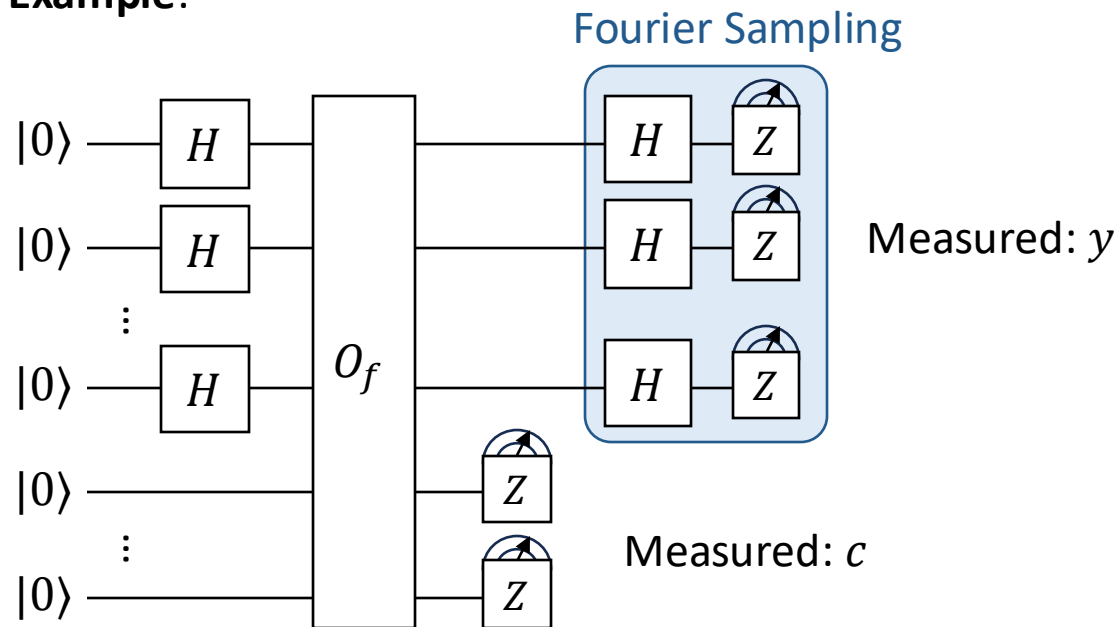 Example:
Fourier Sampling
|0⟩ H H Z
|0⟩ H H Z
Measured: y
⋮
|0⟩ H O_f H Z
|0⟩ Z
⋮
Measured: c
|0⟩ Z